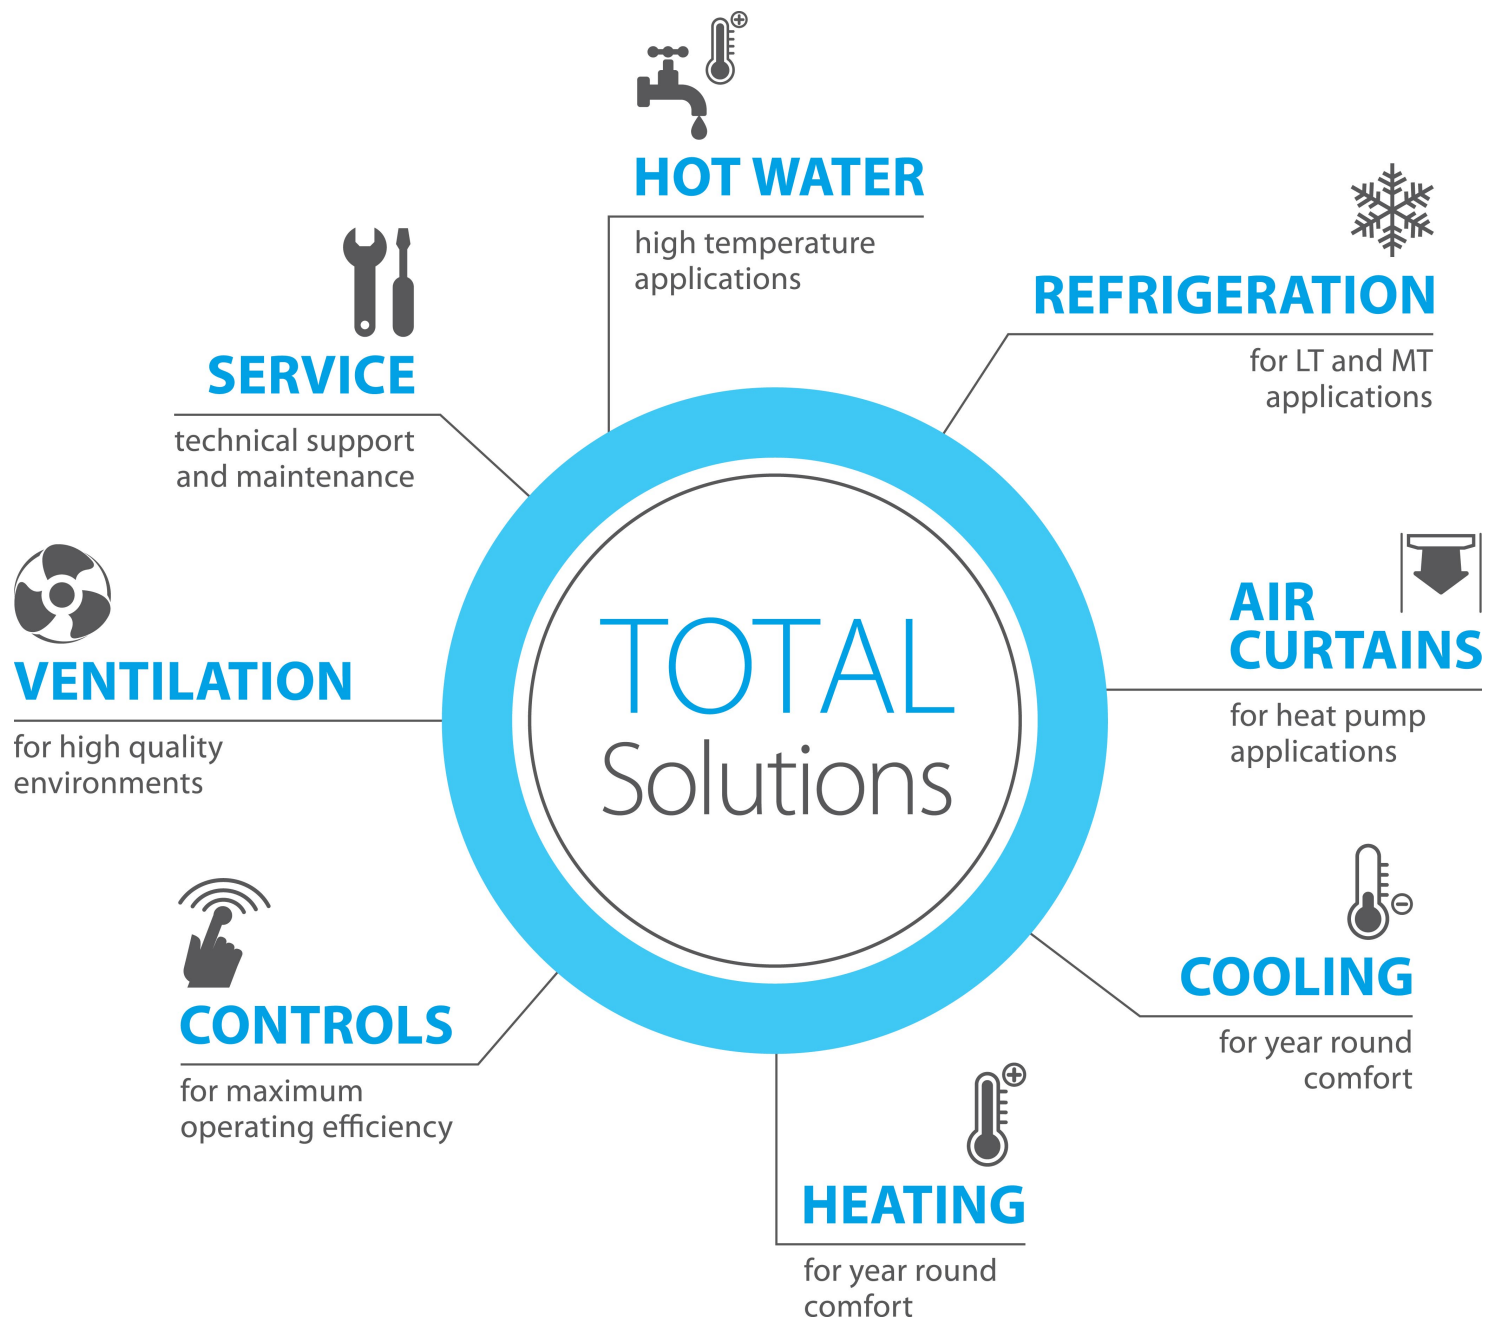 HOT WATER
high temperature
applications
REFRIGERATION
for LT and MT
applications
AIR
CURTAINS
for heat pump
applications
COOLING
for year round
comfort
HEATING
for year round
comfort
CONTROLS
for maximum
operating efficiency
VENTILATION
for high quality
environments
SERVICE
technical support
and maintenance
TOTAL
Solutions